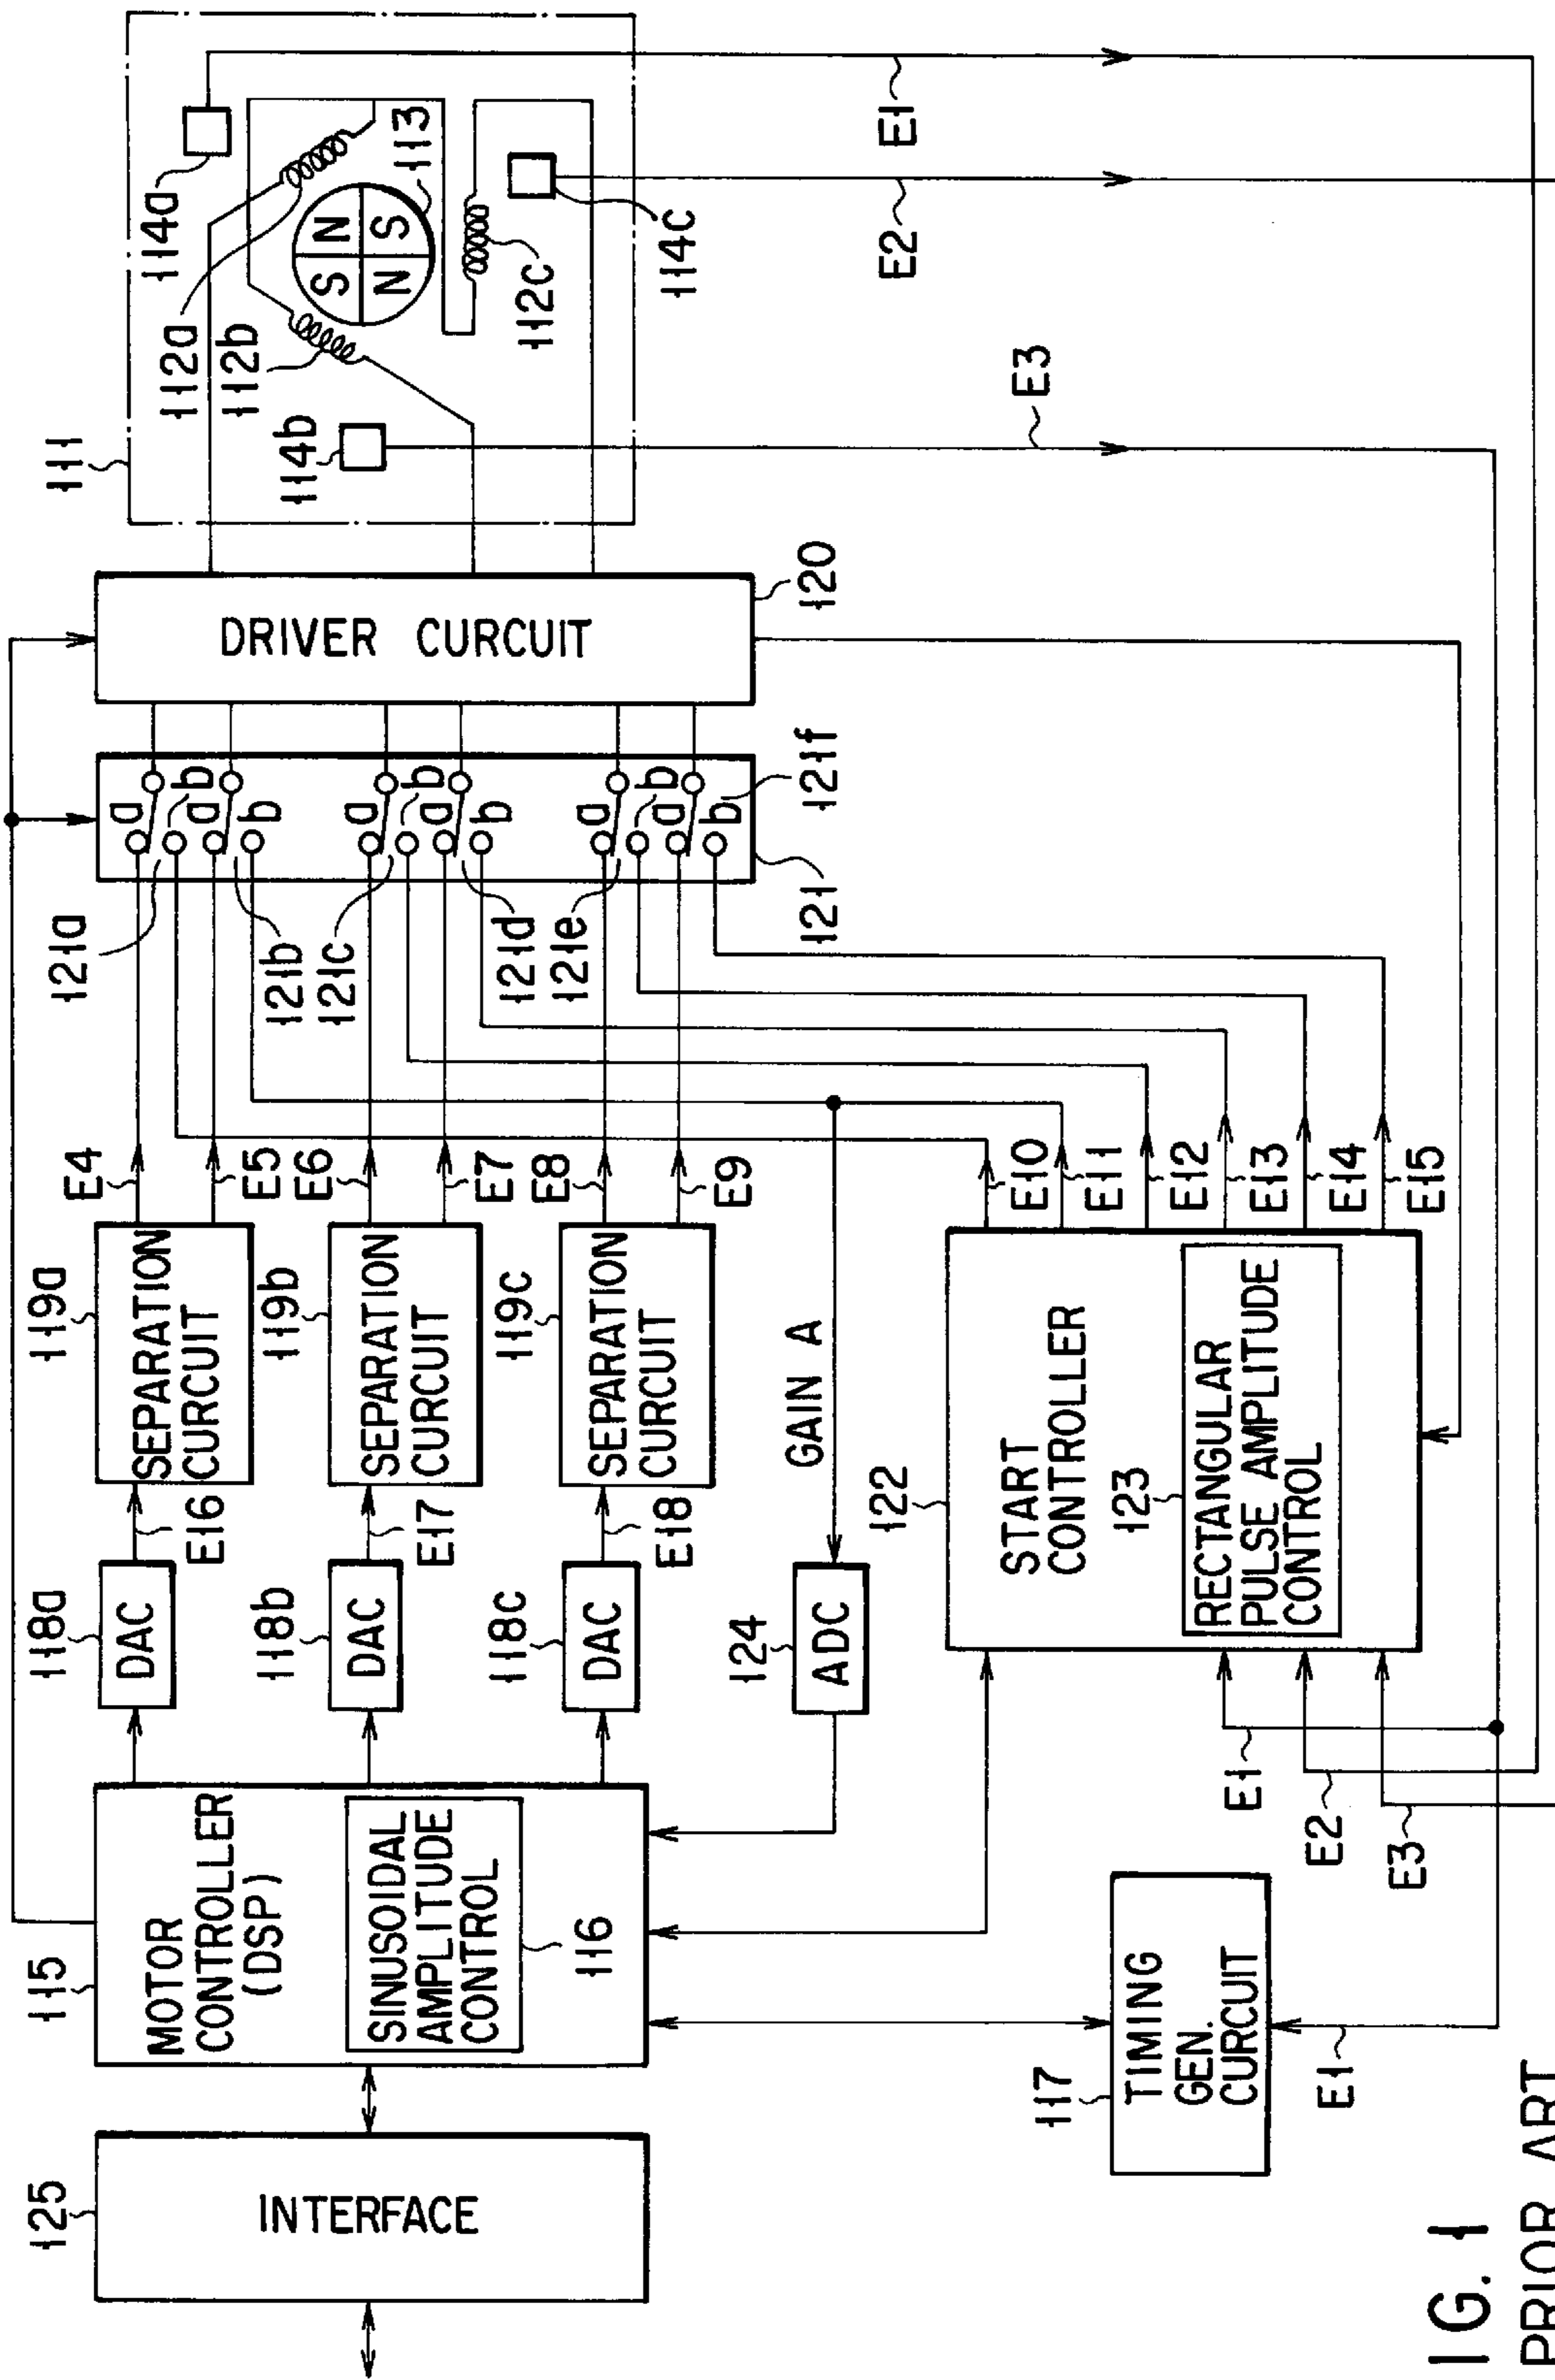 111
114a
112a
112b
114b
S N
N S
113
112c
114c
E1
E2
E3
DRIVER CURCUIT
120
121a
a
b
a
b
121b
121c
a
b
a
b
121d
121e
a
b
a
b
121f
121
E4
E5
E6
E7
E8
E9
119a
SEPARATION
CURCUIT
119b
SEPARATION
CURCUIT
119c
SEPARATION
CURCUIT
E16
E17
E18
118a
DAC
118b
DAC
118c
DAC
GAIN A
124
ADC
122
START
CONTROLLER
123
RECTANGULAR
PULSE AMPLITUDE
CONTROL
E10
E11
E12
E13
E14
E15
115
MOTOR
CONTROLLER
(DSP)
SINUSOIDAL
AMPLITUDE
CONTROL
116
E1
E2
E3
125
INTERFACE
117
TIMING
GEN.
CURCUIT
E1
IG. 1
PRIOR ART